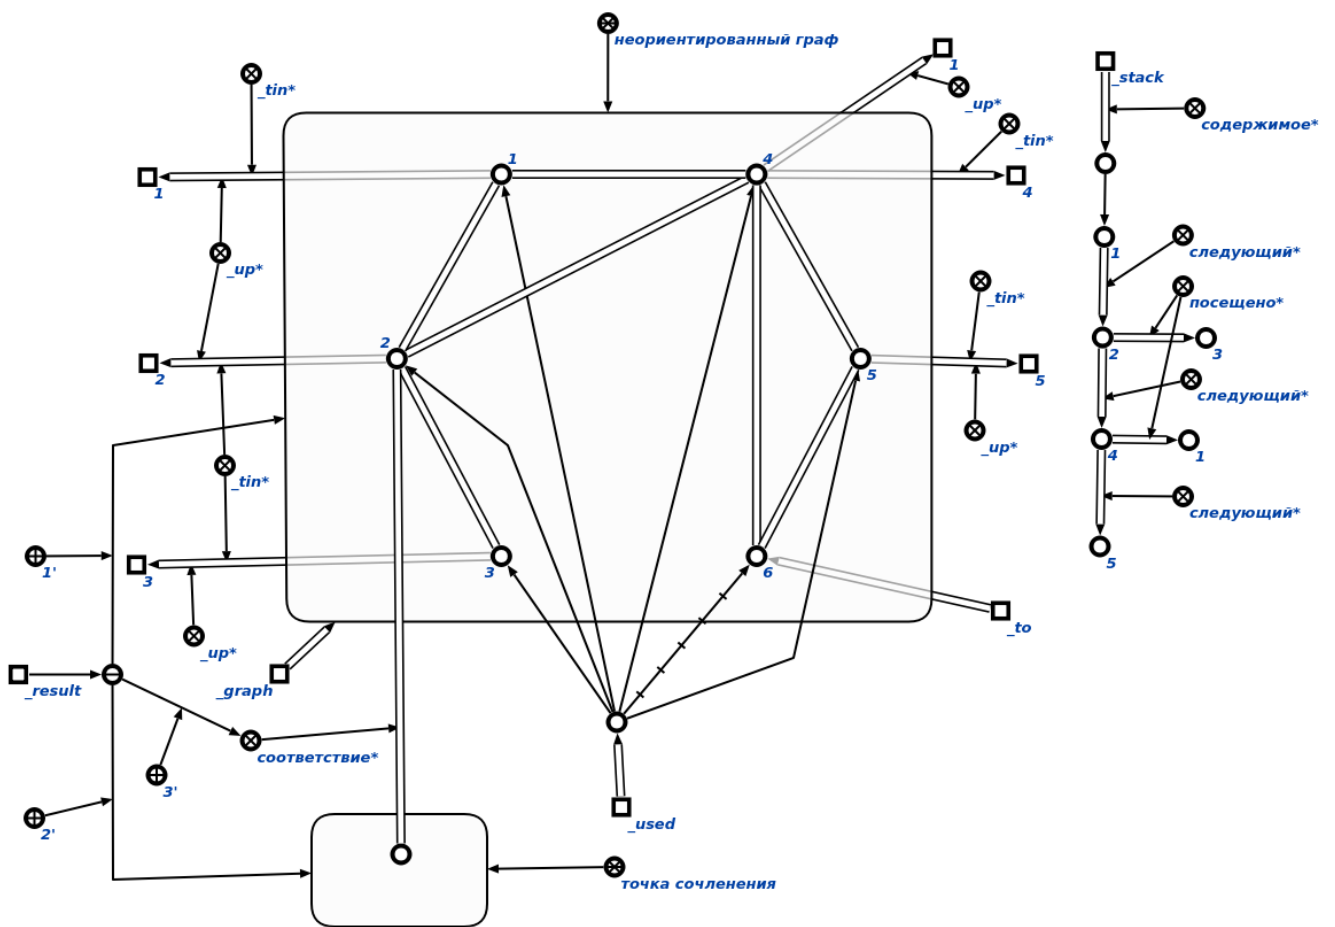 неориентированный граф
1
_tin*
_up*
_stack
содержимое*
_tin*
1
4
1
4
_up*
1
следующий*
посещено*
_tin*
2
2
3
2
5
5
следующий*
_up*
4
1
_tin*
следующий*
5
1'
3
3
6
_to
_up*
_graph
_result
соответствие*
3'
2'
_used
точка сочленения